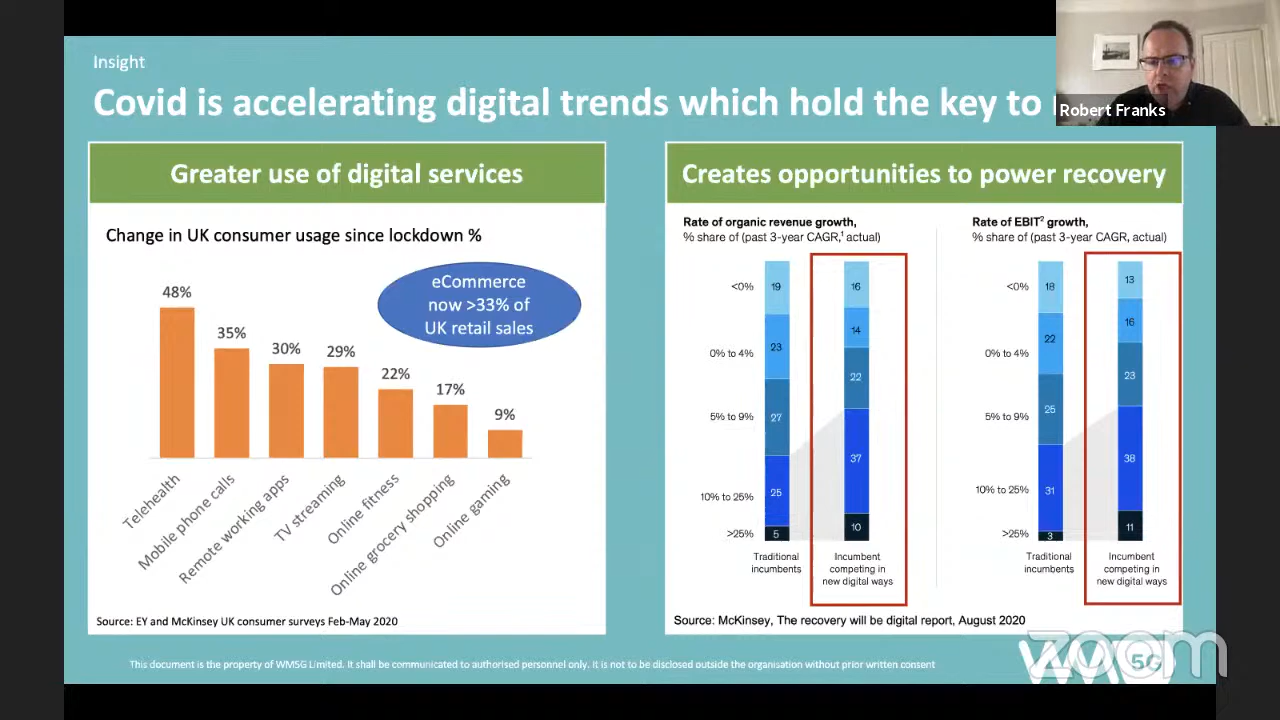 Insight
Covid is accelerating digital trends which hold the key to
Robert Franks
Greater use of digital services
Change in UK consumer usage since lockdown %
eCommerce
now >33% of
UK retail sales
48%
35%
30%
29%
22%
17%
9%
Telehealth
Mobile phone calls
Remote working apps
TV streaming
Online fitness
Online grocery shopping
Online gaming
Source: EY and McKinsey UK consumer surveys Feb-May 2020
Creates opportunities to power recovery
Rate of organic revenue growth,
% share of (past 3-year CAGR,¹ actual)
<0%
19
16
0% to 4%
23
14
5% to 9%
27
22
10% to 25%
25
37
>25%
5
10
Traditional
incumbents
Incumbent
competing in
new digital ways
Rate of EBIT² growth,
% share of (past 3-year CAGR, actual)
<0%
18
13
0% to 4%
22
16
5% to 9%
25
23
10% to 25%
31
38
>25%
3
11
Traditional
incumbents
Incumbent
competing in
new digital ways
Source: McKinsey, The recovery will be digital report, August 2020
This document is the property of WMSG Limited. It shall be communicated to authorised personnel only. It is not to be disclosed outside the organisation without prior written consent
zoom
5G